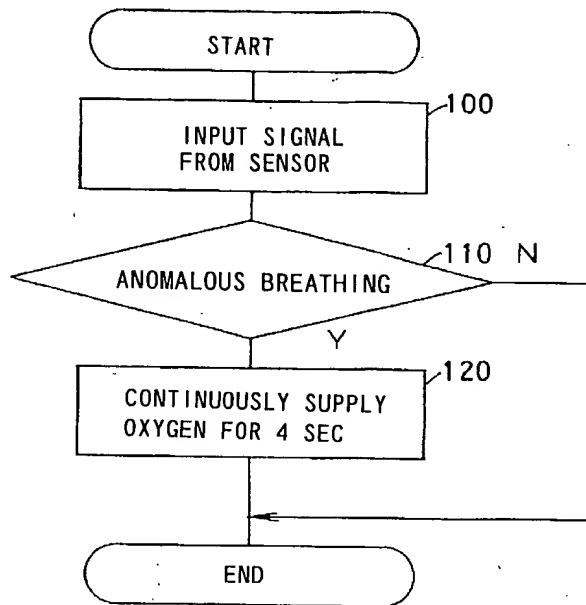 START
100
INPUT SIGNAL
FROM SENSOR
110 N
ANOMALOUS BREATHING
Y
120
CONTINUOUSLY SUPPLY
OXYGEN FOR 4 SEC
END